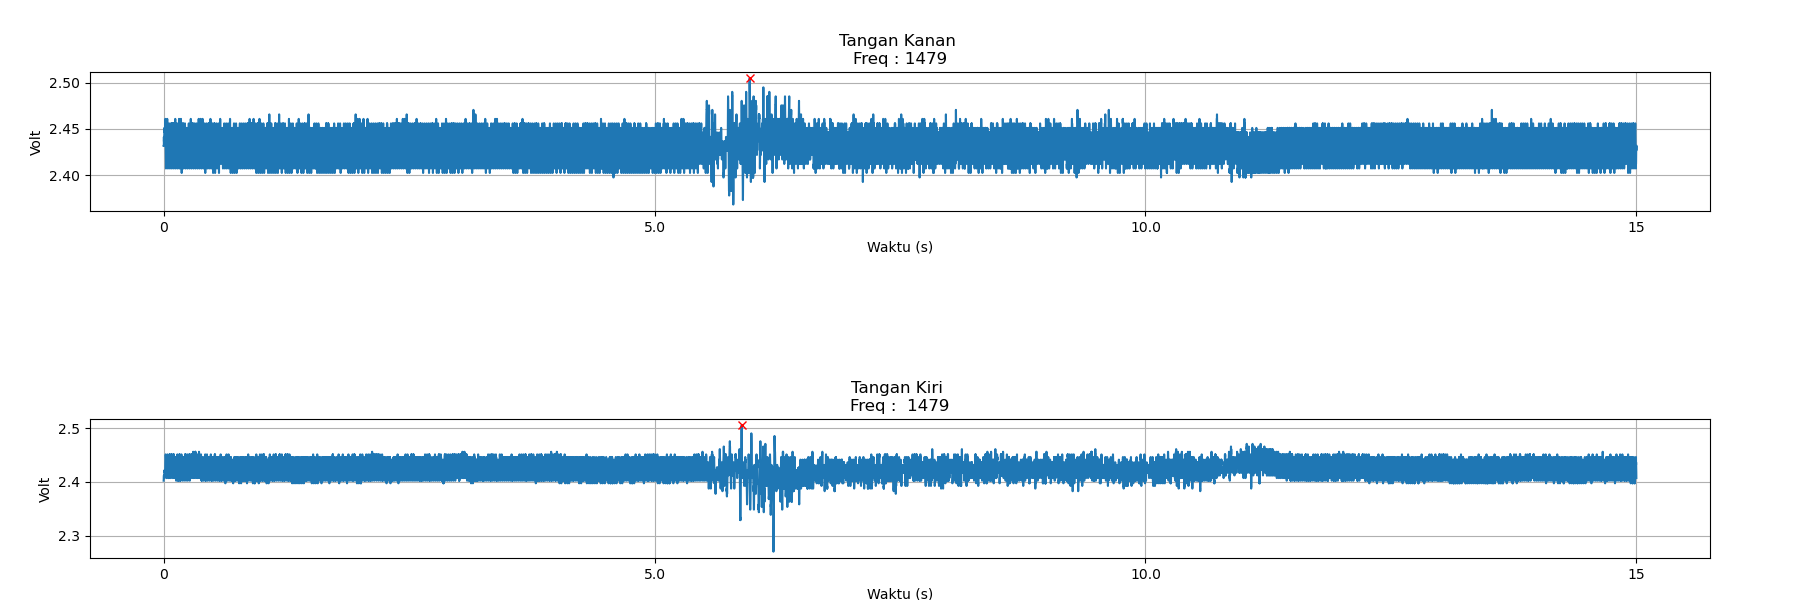 Tangan Kanan
Freq : 1479
Volt
2.50
2.45
2.40
0 5.0 10.0 15
Waktu (s)
Tangan Kiri
Freq :  1479
Volt
2.5
2.4
2.3
0 5.0 10.0 15
Waktu (s)